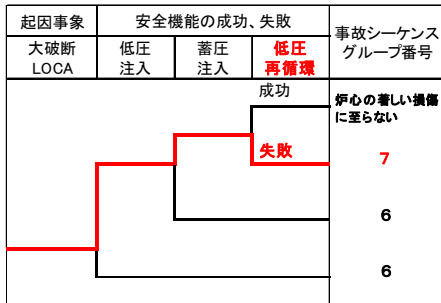 起因事象
安全機能の成功、失敗
事故シーケンス
グループ番号
大破断
LOCA
低圧
注入
蓄圧
注入
低圧
再循環
成功
炉心の著しい損傷
に至らない
失敗
7
6
6